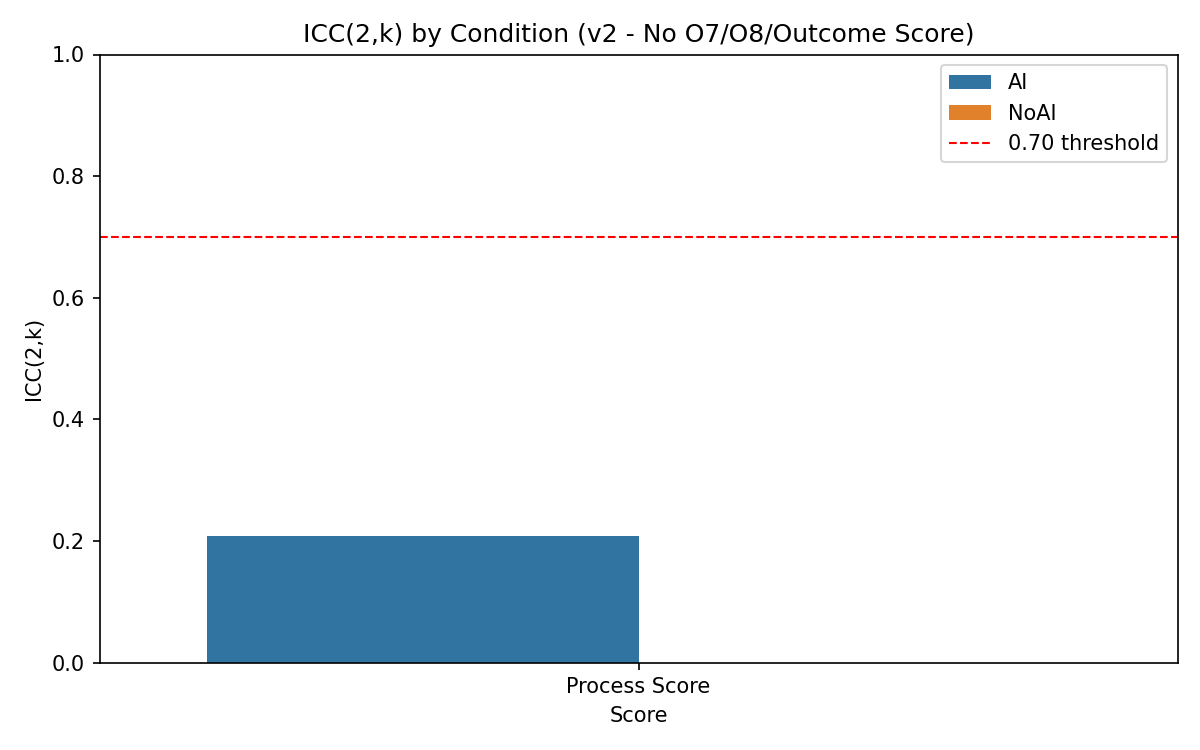 ICC(2,k) by Condition (v2 - No O7/O8/Outcome Score)
1.0
0.8
0.6
0.4
0.2
0.0
ICC(2,k)
AI
NoAI
0.70 threshold
Process Score
Score